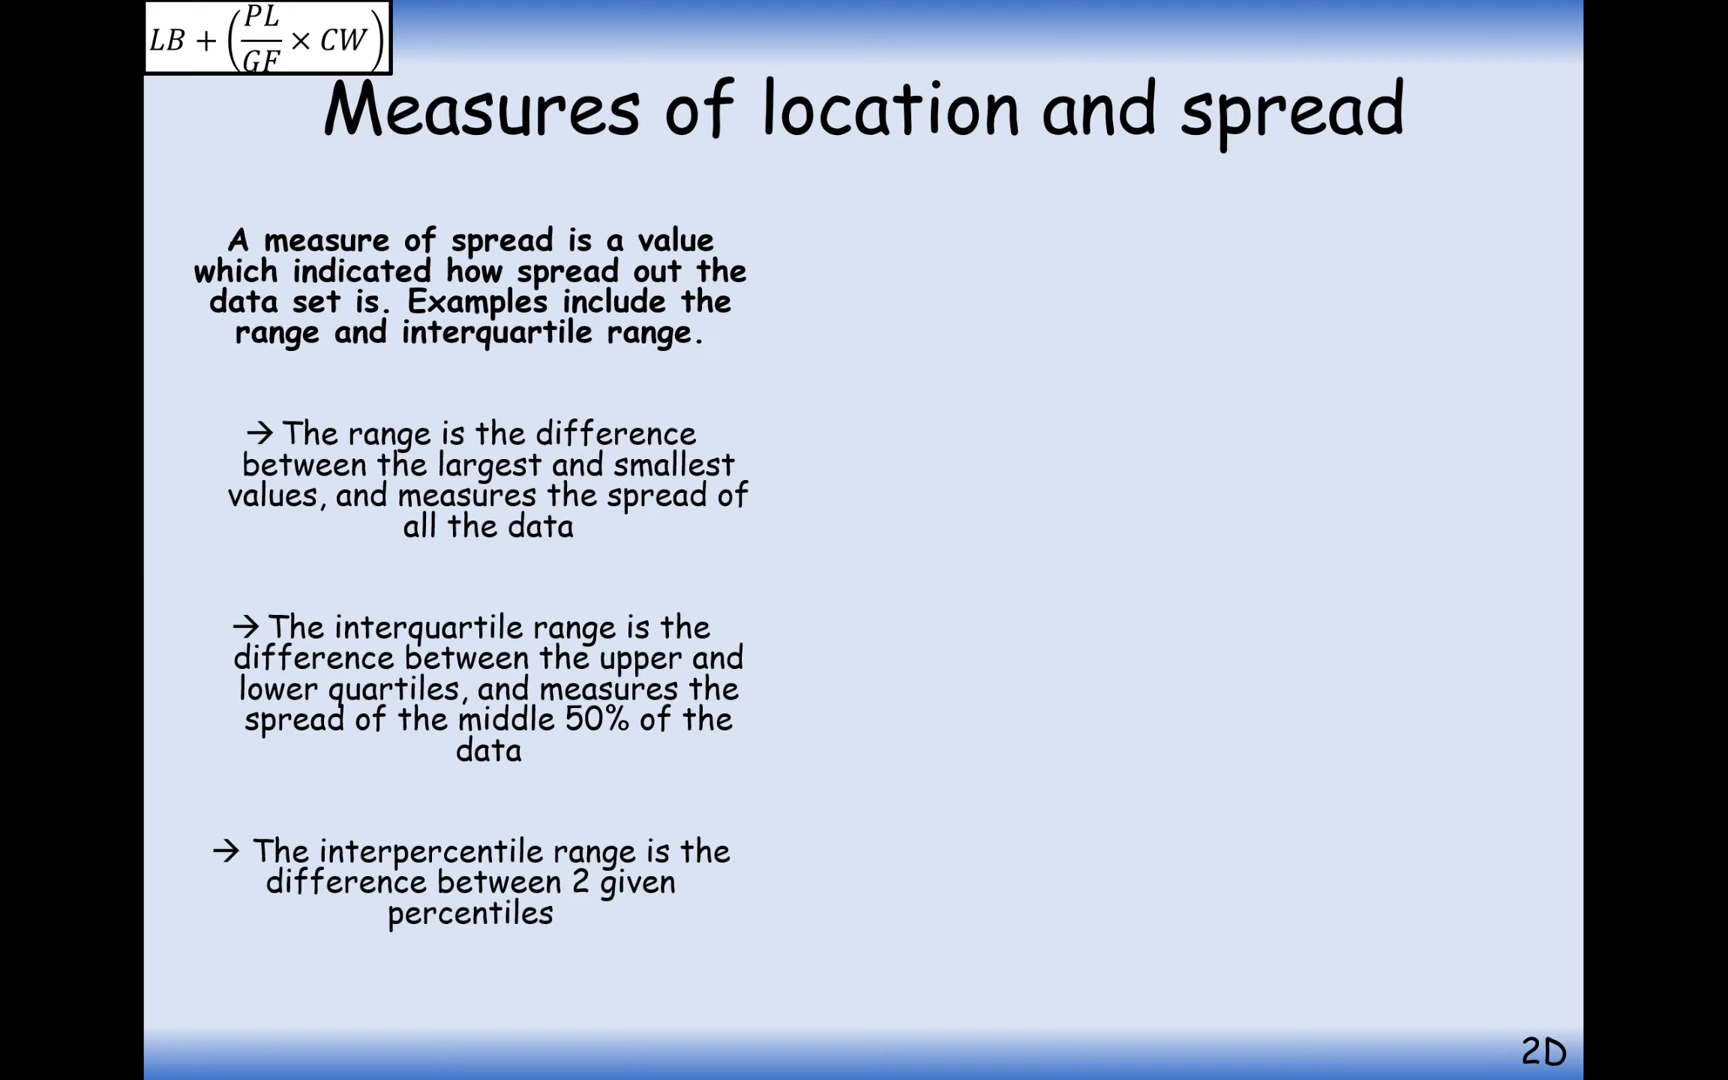 LB + (PL/GF × CW)
Measures of location and spread
A measure of spread is a value
which indicated how spread out the
data set is. Examples include the
range and interquartile range.
→ The range is the difference
between the largest and smallest
values, and measures the spread of
all the data
→ The interquartile range is the
difference between the upper and
lower quartiles, and measures the
spread of the middle 50% of the
data
→ The interpercentile range is the
difference between 2 given
percentiles
2D